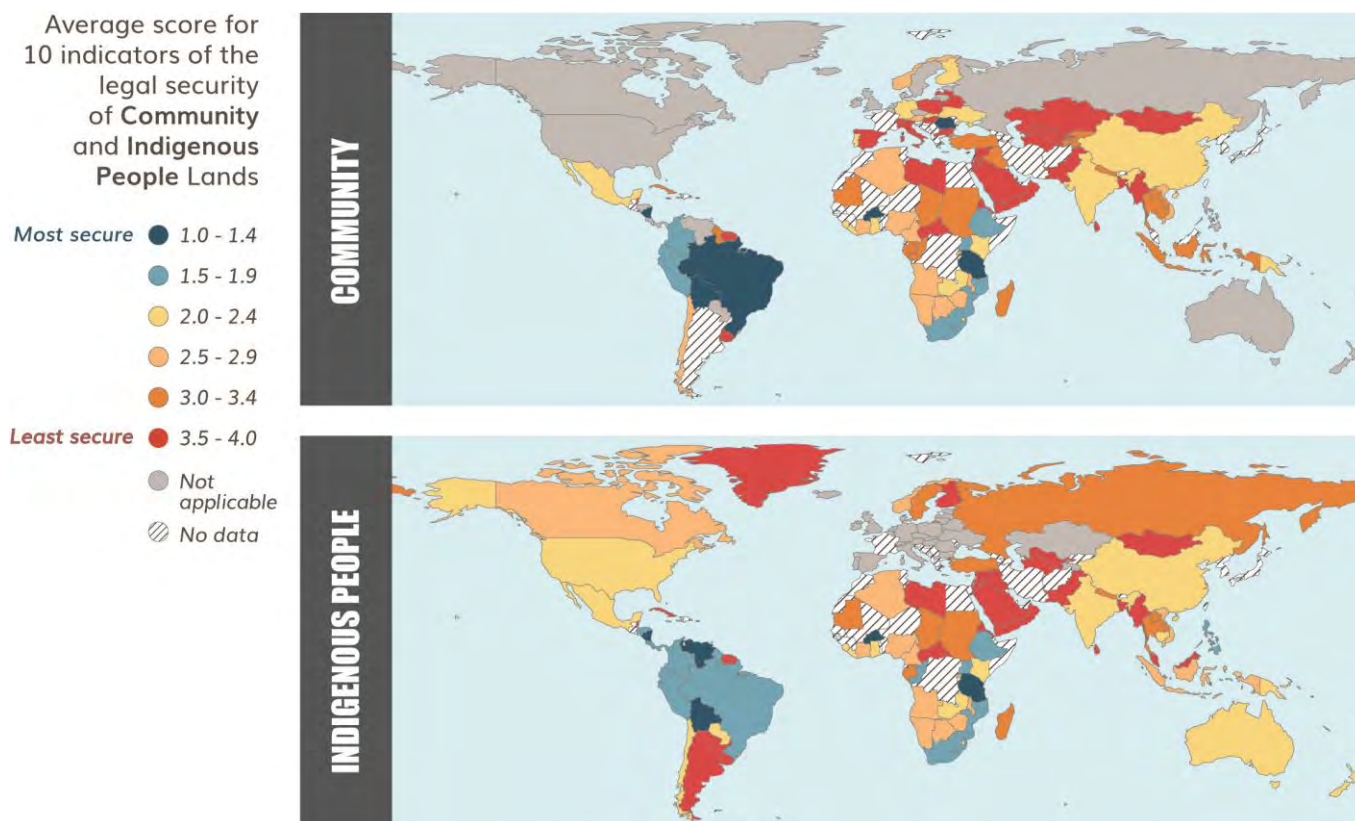 Average score for
10 indicators of the
legal security
of Community
and Indigenous
People Lands
Most secure 1.0 - 1.4
1.5 - 1.9
2.0 - 2.4
2.5 - 2.9
3.0 - 3.4
Least secure 3.5 - 4.0
Not
applicable
No data
COMMUNITY
INDIGENOUS PEOPLE